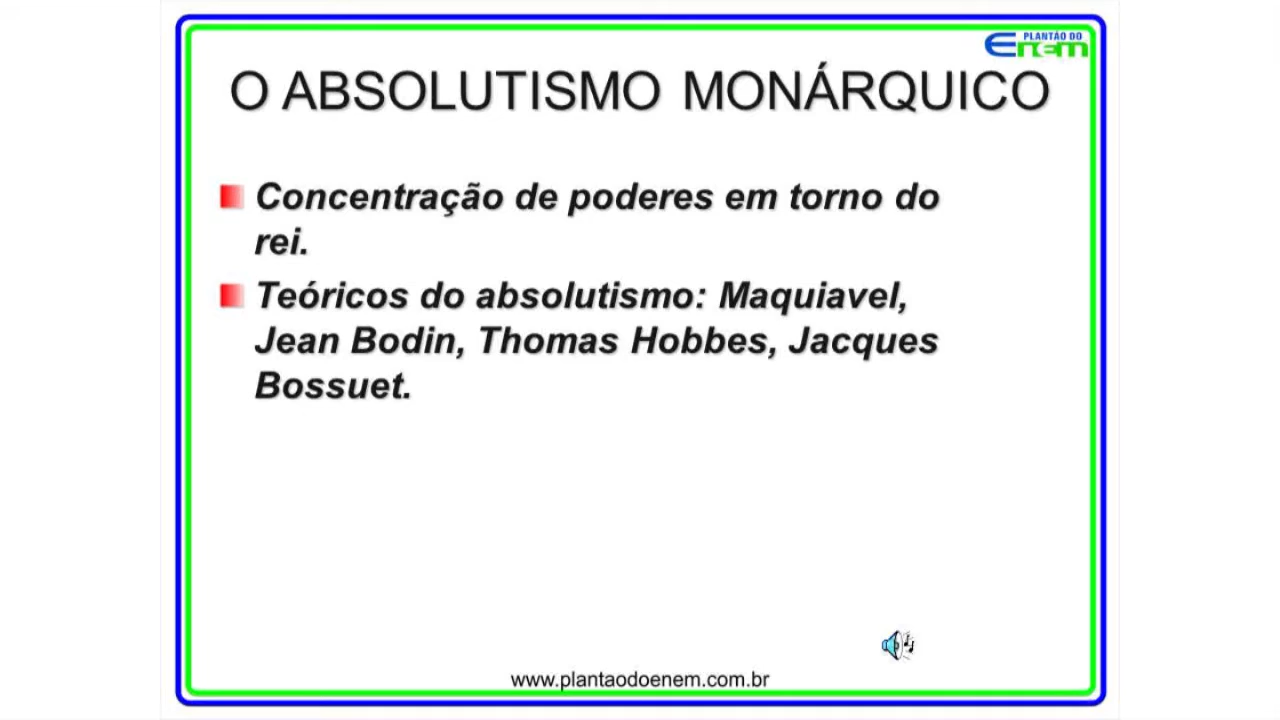 PLANTÃO DO
Enem
O ABSOLUTISMO MONÁRQUICO
Concentração de poderes em torno do
rei.
Teóricos do absolutismo: Maquiavel,
Jean Bodin, Thomas Hobbes, Jacques
Bossuet.
www.plantaodoenem.com.br